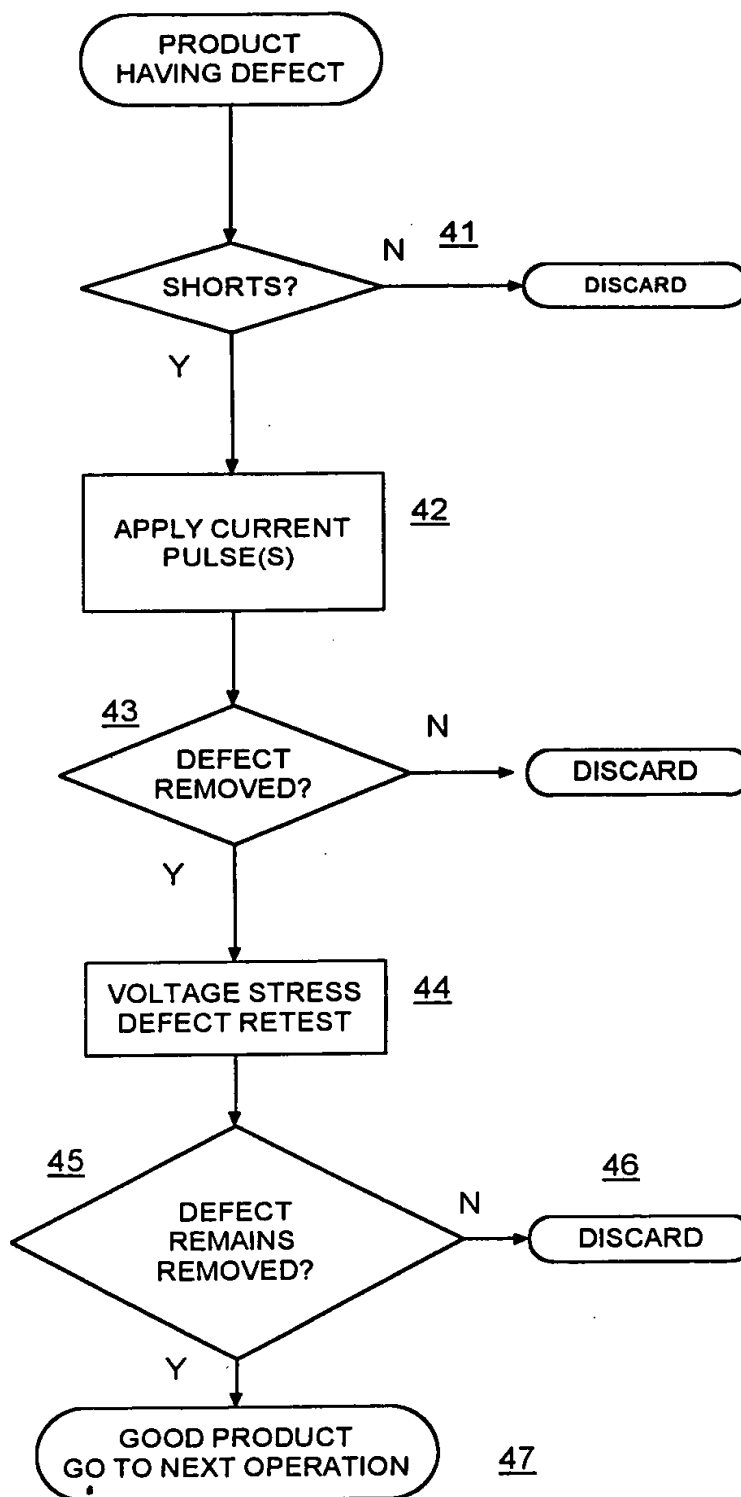 PRODUCT
HAVING DEFECT
N
41
SHORTS?
DISCARD
Y
APPLY CURRENT
PULSE(S)
42
43
N
DEFECT
REMOVED?
DISCARD
Y
VOLTAGE STRESS
DEFECT RETEST
44
45
46
N
DEFECT
REMAINS
REMOVED?
DISCARD
Y
GOOD PRODUCT
GO TO NEXT OPERATION
47